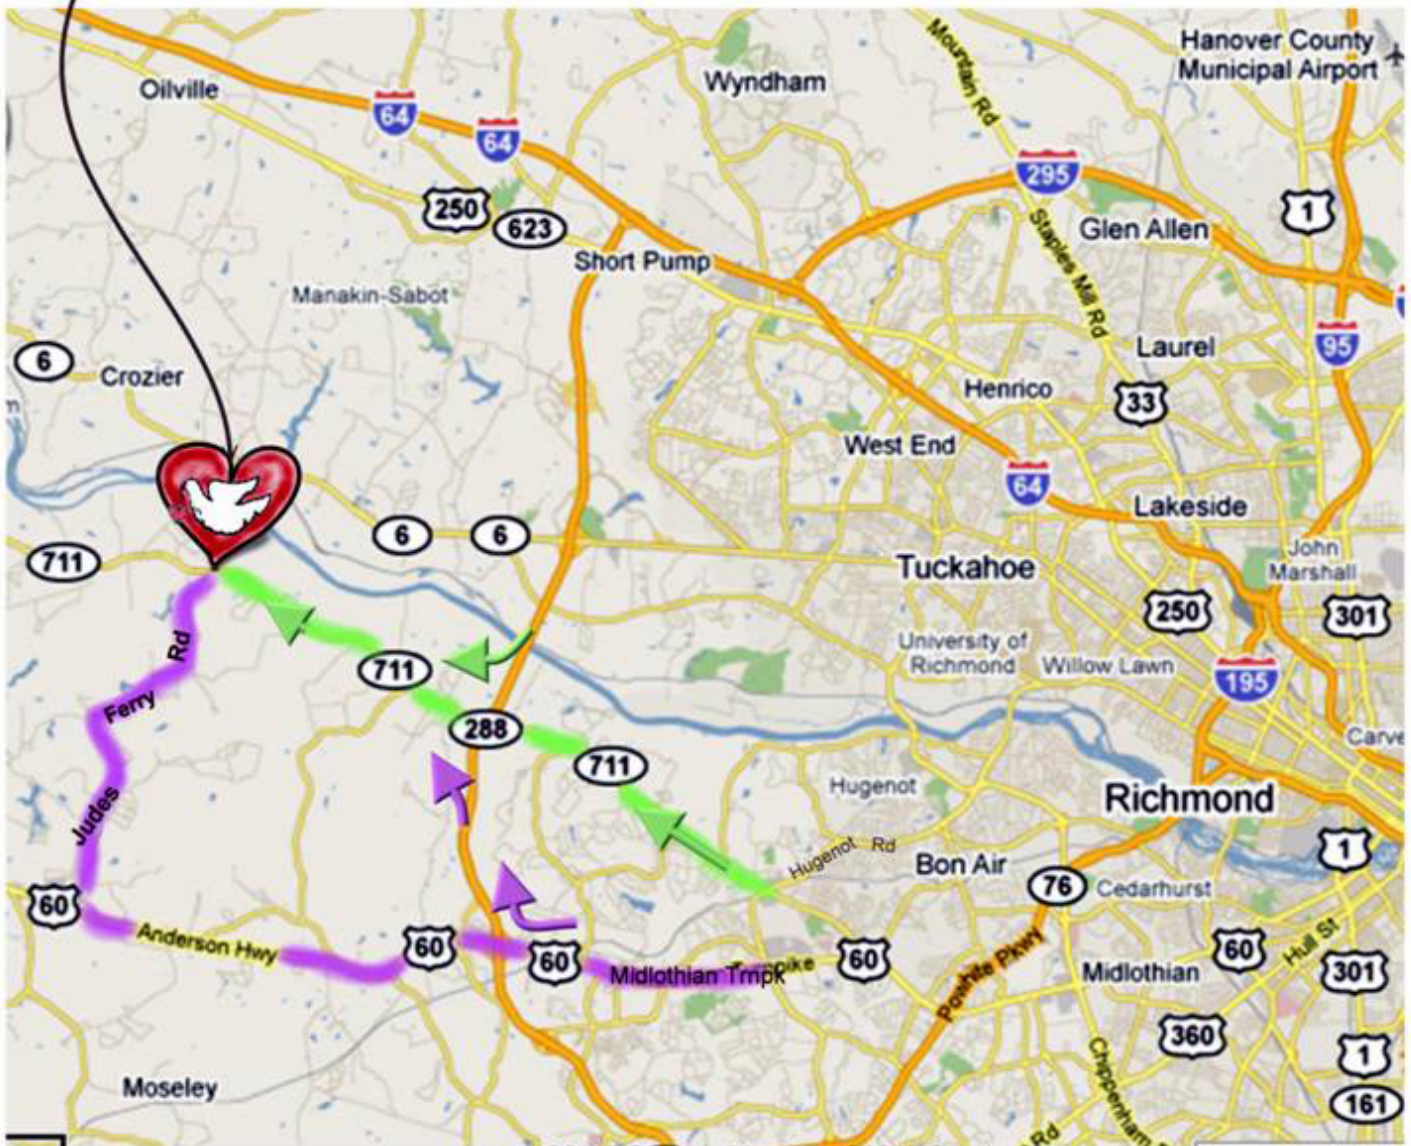 Hanover County
Municipal Airport
Mountain Rd
Wyndham
Oilville
64
64
295
250
623
1
Staples Mill Rd
Glen Allen
Short Pump
Manakin-Sabot
95
6
Crozier
Laurel
Henrico
33
West End
64
Lakeside
6
6
711
John
Marshall
Tuckahoe
250
301
Rd
University of
Richmond
Willow Lawn
711
195
Ferry
288
Carve
711
Hugenot
Richmond
Judes
Hugenot Rd
1
Bon Air
76
Cedarhurst
60
Anderson Hwy
60
60
Midlothian Trnpk
pike
60
Powhite Pkwy
Midlothian
60
Hull St
301
360
1
Chippenham
Moseley
161
Rd